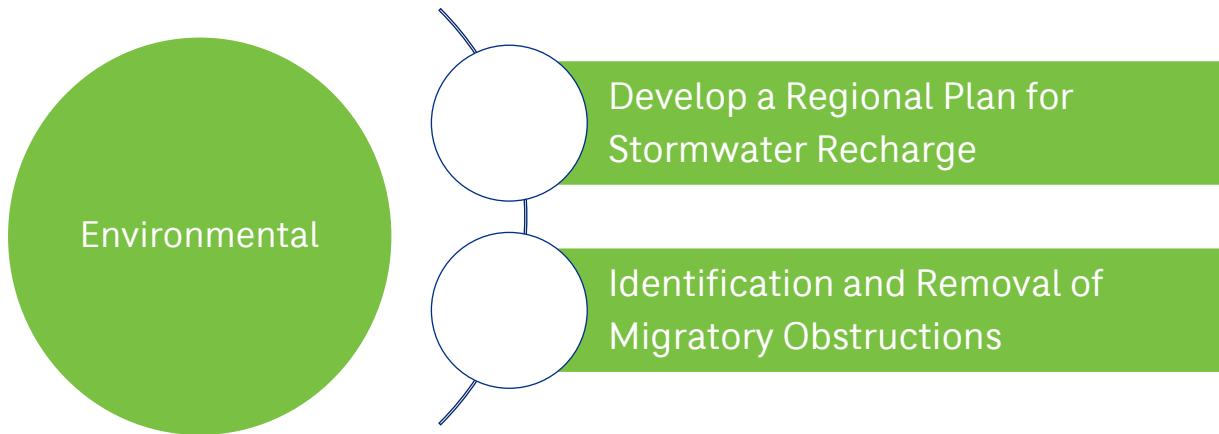 Environmental
Develop a Regional Plan for
Stormwater Recharge
Identification and Removal of
Migratory Obstructions